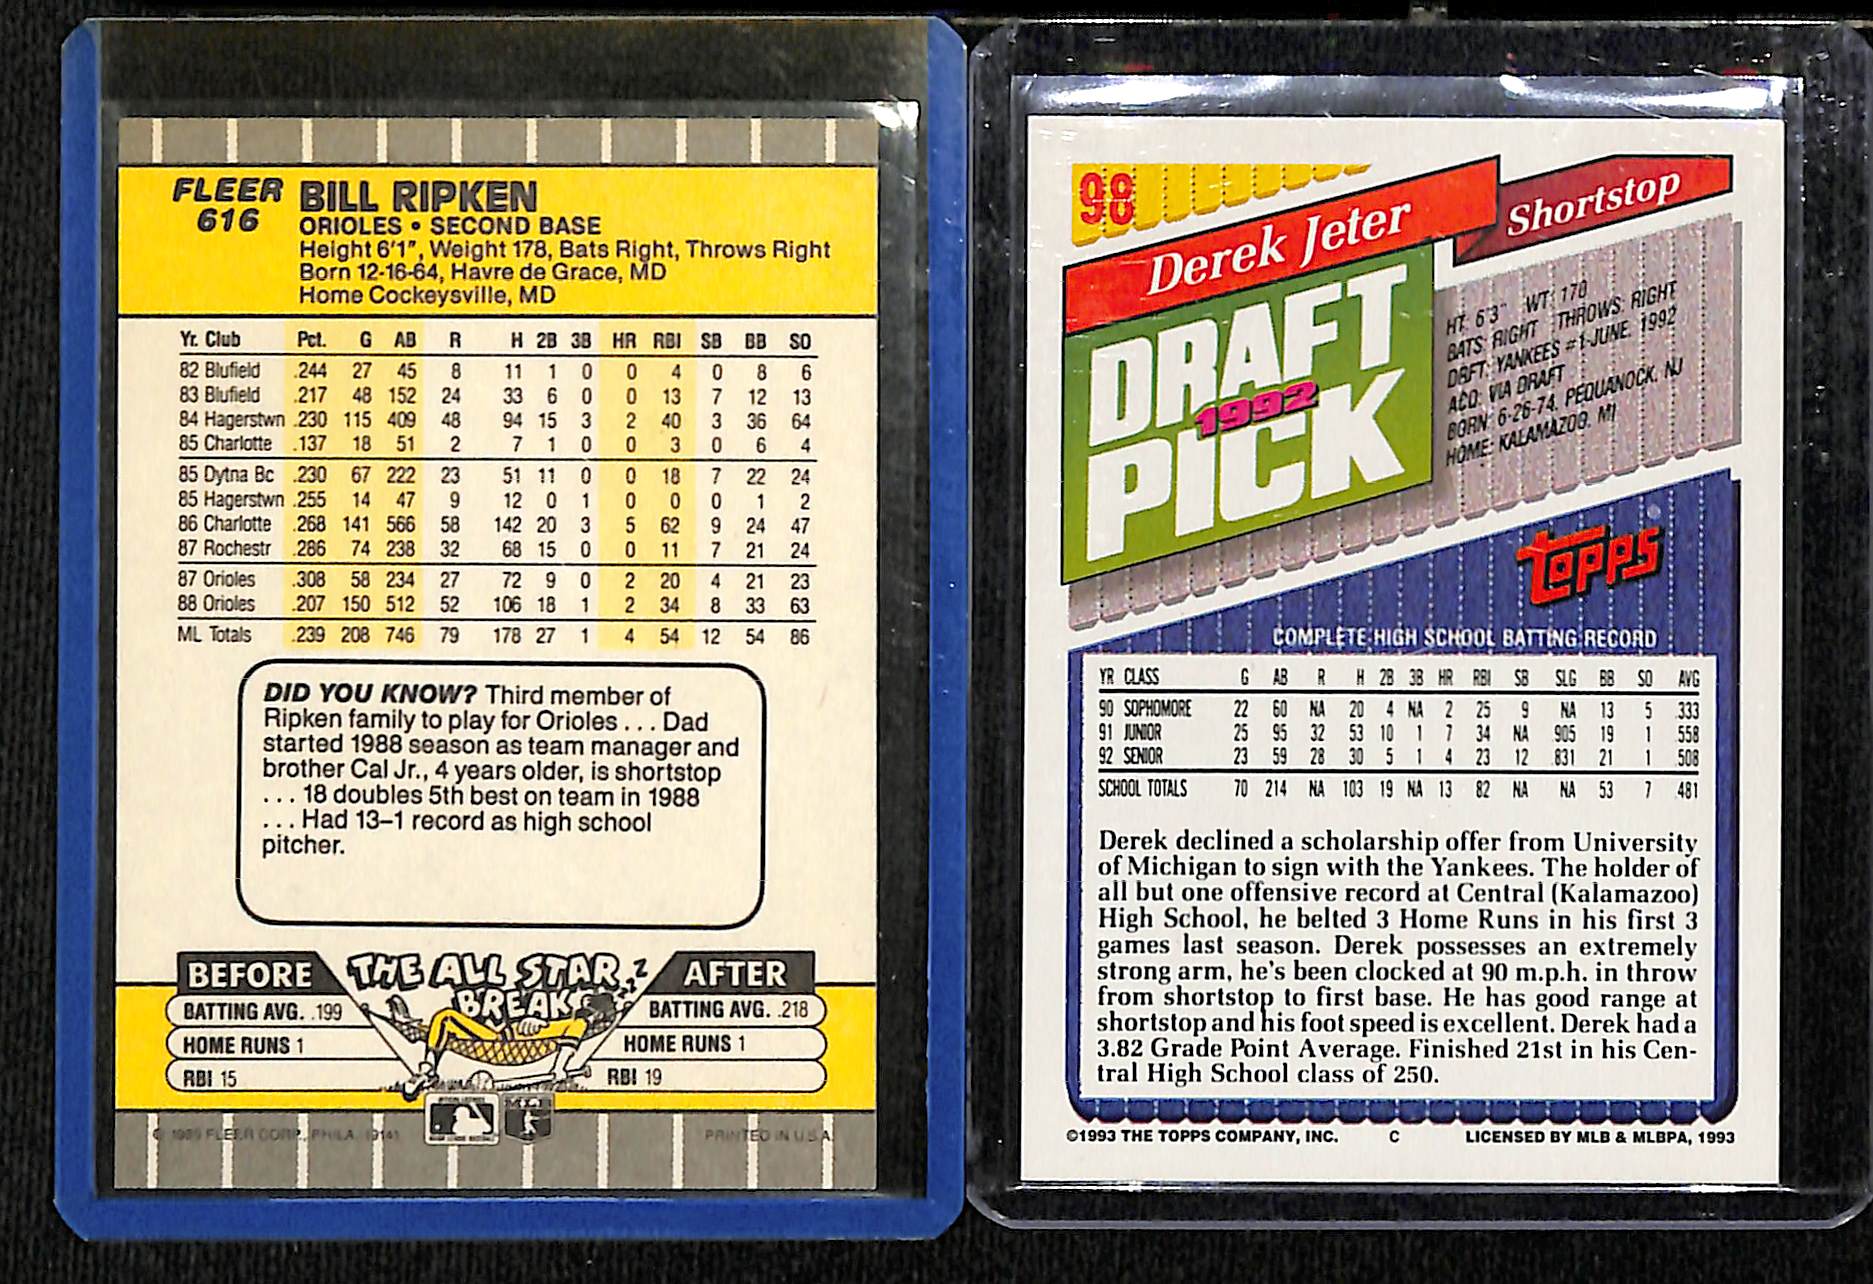 FLEER
616
BILL RIPKEN
ORIOLES • SECOND BASE
Height 6'1", Weight 178, Bats Right, Throws Right
Born 12-16-64, Havre de Grace, MD
Home Cockeysville, MD
Yr. Club Pct. G AB R H 2B 3B HR RBI SB BB SO
82 Blufield .244 27 45 8 11 1 0 0 4 0 8 6
83 Blufield .217 48 152 24 33 6 0 0 13 7 12 13
84 Hagerstwn .230 115 409 48 94 15 3 2 40 3 36 64
85 Charlotte .137 18 51 2 7 1 0 0 3 0 6 4
85 Dytna Bc .230 67 222 23 51 11 0 0 18 7 22 24
85 Hagerstwn .255 14 47 9 12 0 1 0 0 0 1 2
86 Charlotte .268 141 566 58 142 20 3 5 62 9 24 47
87 Rochestr .286 74 238 32 68 15 0 0 11 7 21 24
87 Orioles .308 58 234 27 72 9 0 2 20 4 21 23
88 Orioles .207 150 512 52 106 18 1 2 34 8 33 63
ML Totals .239 208 746 79 178 27 1 4 54 12 54 86
DID YOU KNOW? Third member of
Ripken family to play for Orioles . . . Dad
started 1988 season as team manager and
brother Cal Jr., 4 years older, is shortstop
. . . 18 doubles 5th best on team in 1988
. . . Had 13–1 record as high school
pitcher.
BEFORE THE ALL STAR BREAK AFTER
BATTING AVG. .199 BATTING AVG. .218
HOME RUNS 1 HOME RUNS 1
RBI 15 RBI 19
© 1989 FLEER CORP., PHILA. 19141 PRINTED IN U.S.A.
98
Derek Jeter
Shortstop
DRAFT
1992
PICK
HT: 6'3" WT: 170
BATS: RIGHT THROWS: RIGHT
DRFT: YANKEES #1-JUNE, 1992
ACQ: VIA DRAFT
BORN: 6-26-74, PEQUANOCK, NJ
HOME: KALAMAZOO, MI
TOPPS
COMPLETE HIGH SCHOOL BATTING RECORD
YR CLASS G AB R H 2B 3B HR RBI SB SLG BB SO AVG
90 SOPHOMORE 22 60 NA 20 4 NA 2 25 9 NA 13 5 .333
91 JUNIOR 25 95 32 53 10 1 7 34 NA .905 19 1 .558
92 SENIOR 23 59 28 30 5 1 4 23 12 .831 21 1 .508
SCHOOL TOTALS 70 214 NA 103 19 NA 13 82 NA NA 53 7 .481
Derek declined a scholarship offer from University
of Michigan to sign with the Yankees. The holder of
all but one offensive record at Central (Kalamazoo)
High School, he belted 3 Home Runs in his first 3
games last season. Derek possesses an extremely
strong arm, he's been clocked at 90 m.p.h. in throw
from shortstop to first base. He has good range at
shortstop and his foot speed is excellent. Derek had a
3.82 Grade Point Average. Finished 21st in his Cen-
tral High School class of 250.
©1993 THE TOPPS COMPANY, INC. C LICENSED BY MLB & MLBPA, 1993